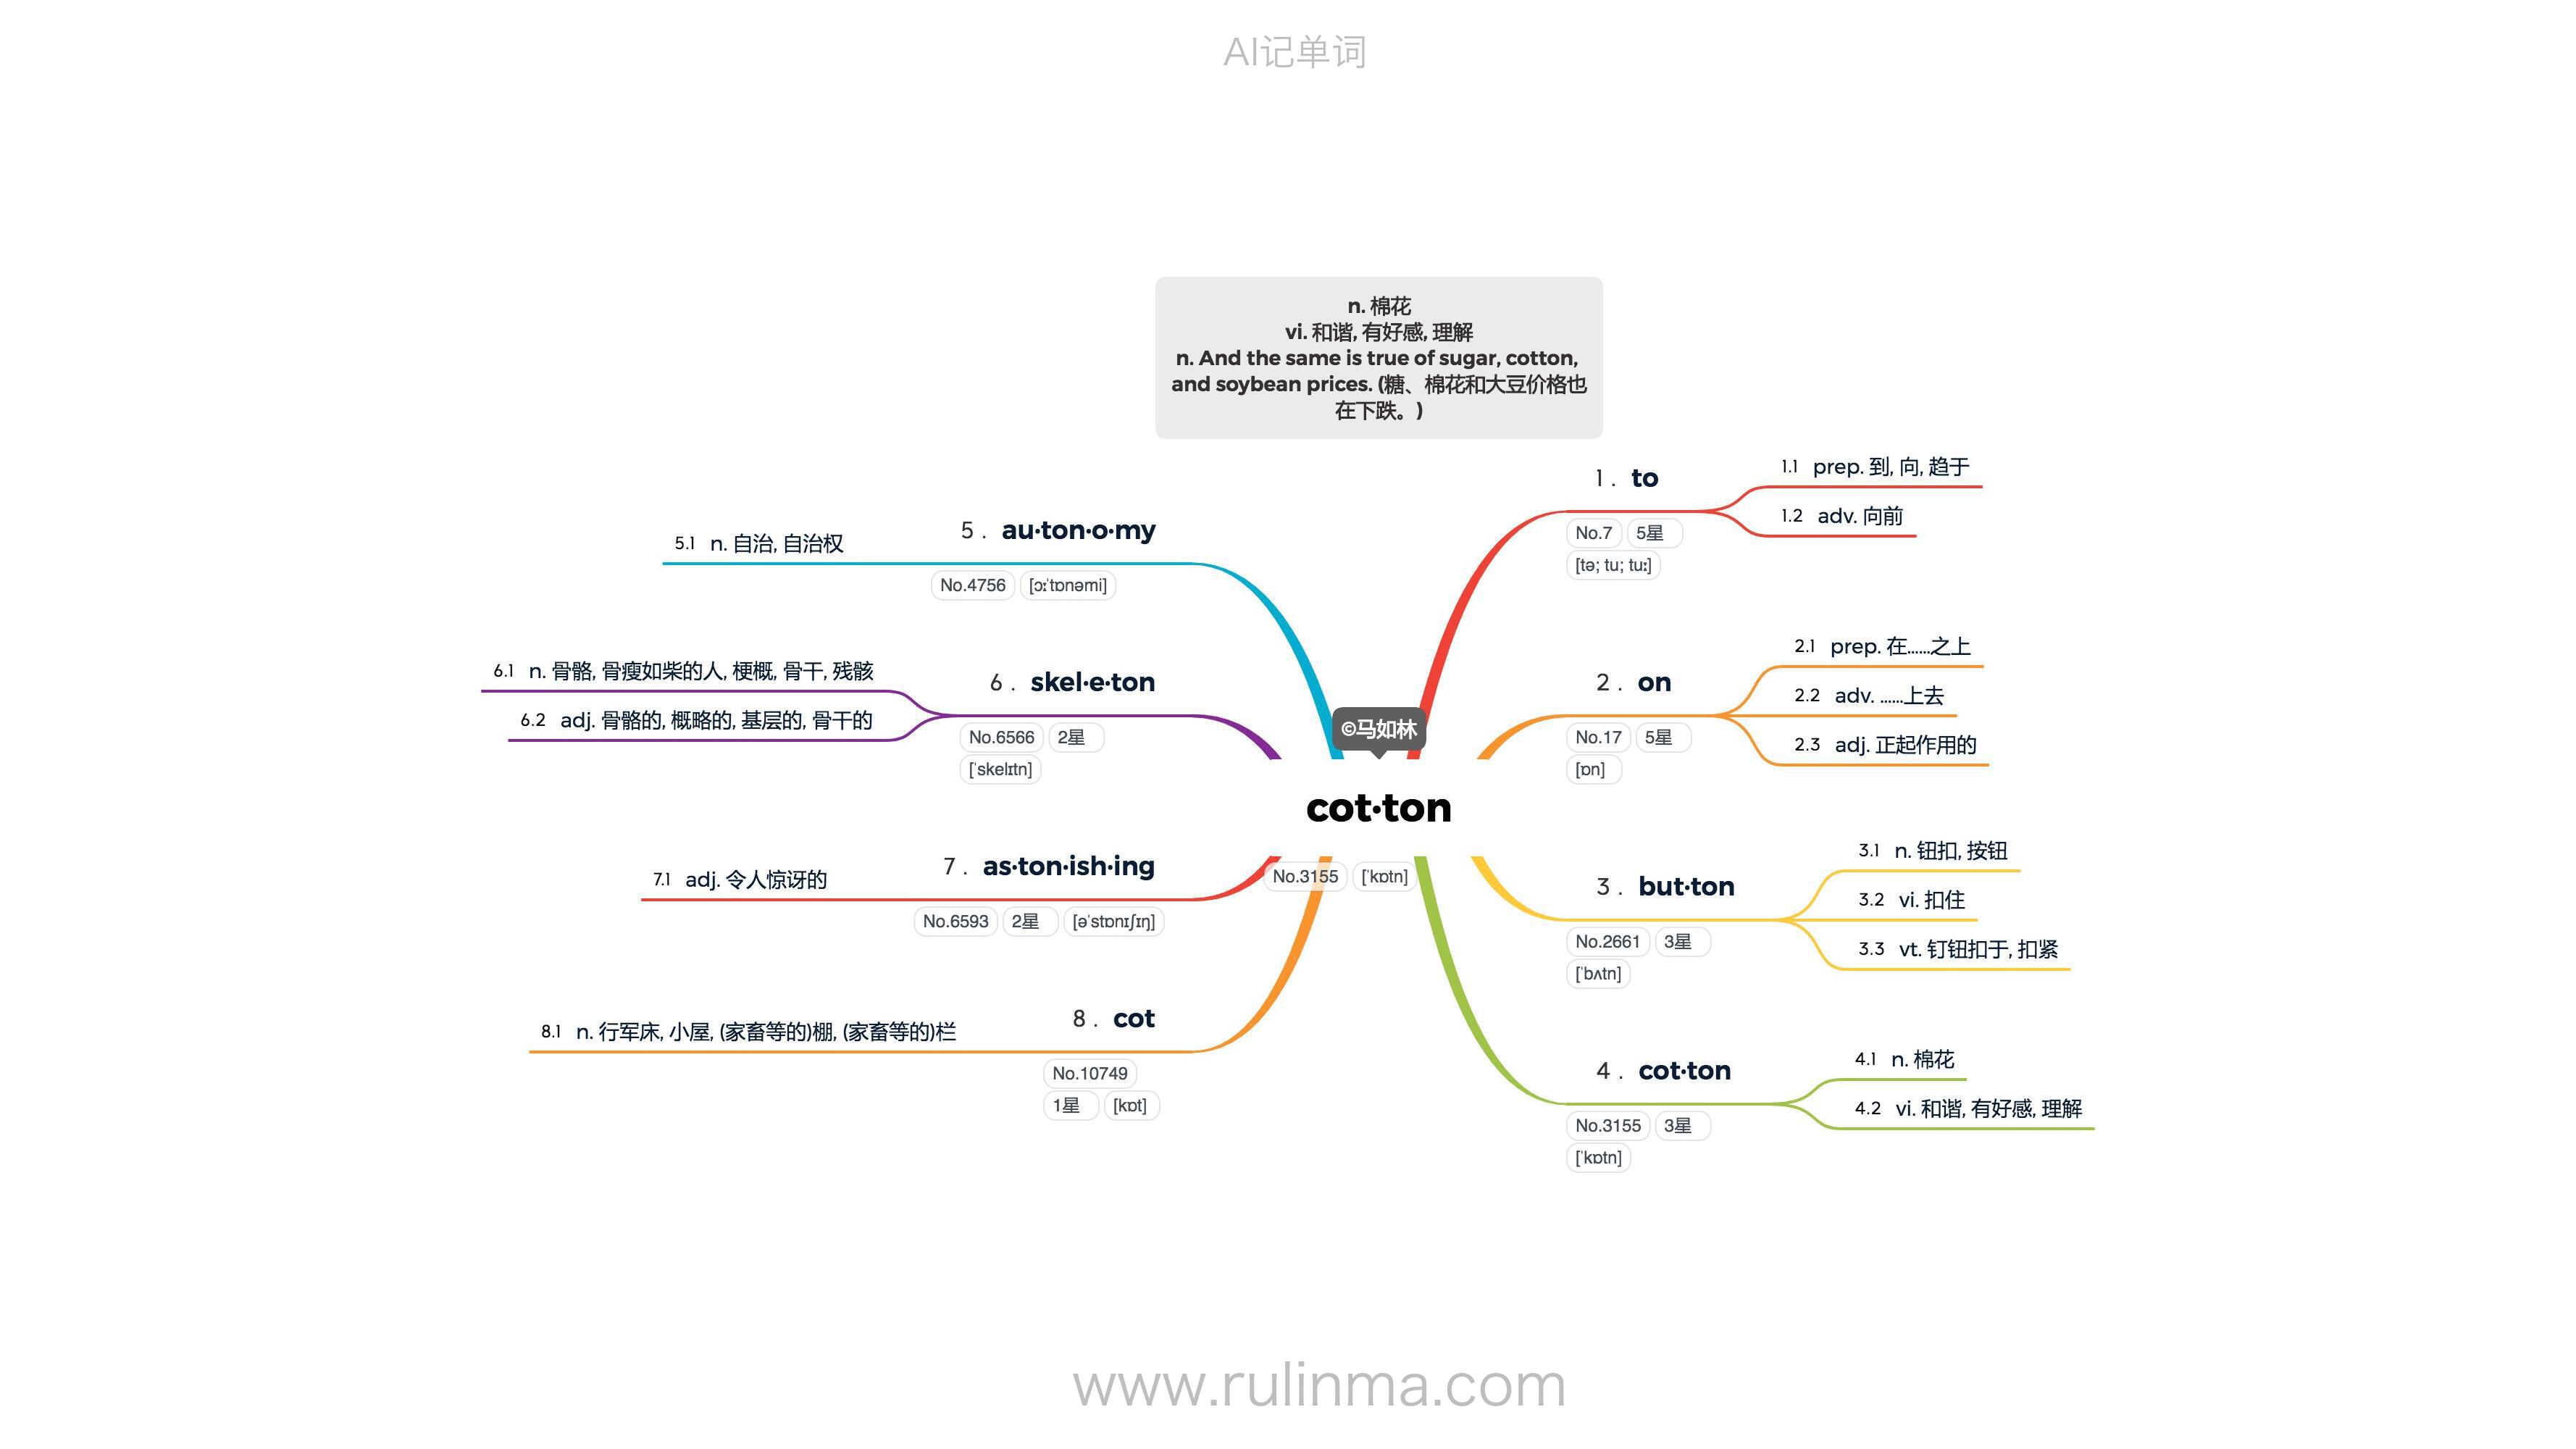 AI记单词
n. 棉花
vi. 和谐, 有好感, 理解
n. And the same is true of sugar, cotton,
and soybean prices. (糖、棉花和大豆价格也
在下跌。)
©马如林
cot·ton
No.3155 [ˈkɒtn]
1. to
No.7 5星
[tə; tu; tuː]
1.1 prep. 到, 向, 趋于
1.2 adv. 向前
2. on
No.17 5星
[ɒn]
2.1 prep. 在……之上
2.2 adv. ……上去
2.3 adj. 正起作用的
3. but·ton
No.2661 3星
[ˈbʌtn]
3.1 n. 钮扣, 按钮
3.2 vi. 扣住
3.3 vt. 钉钮扣于, 扣紧
4. cot·ton
No.3155 3星
[ˈkɒtn]
4.1 n. 棉花
4.2 vi. 和谐, 有好感, 理解
5. au·ton·o·my
No.4756 [ɔːˈtɒnəmi]
5.1 n. 自治, 自治权
6. skel·e·ton
No.6566 2星
[ˈskelɪtn]
6.1 n. 骨骼, 骨瘦如柴的人, 梗概, 骨干, 残骸
6.2 adj. 骨骼的, 概略的, 基层的, 骨干的
7. as·ton·ish·ing
No.6593 2星 [əˈstɒnɪʃɪŋ]
7.1 adj. 令人惊讶的
8. cot
No.10749
1星 [kɒt]
8.1 n. 行军床, 小屋, (家畜等的)棚, (家畜等的)栏
www.rulinma.com